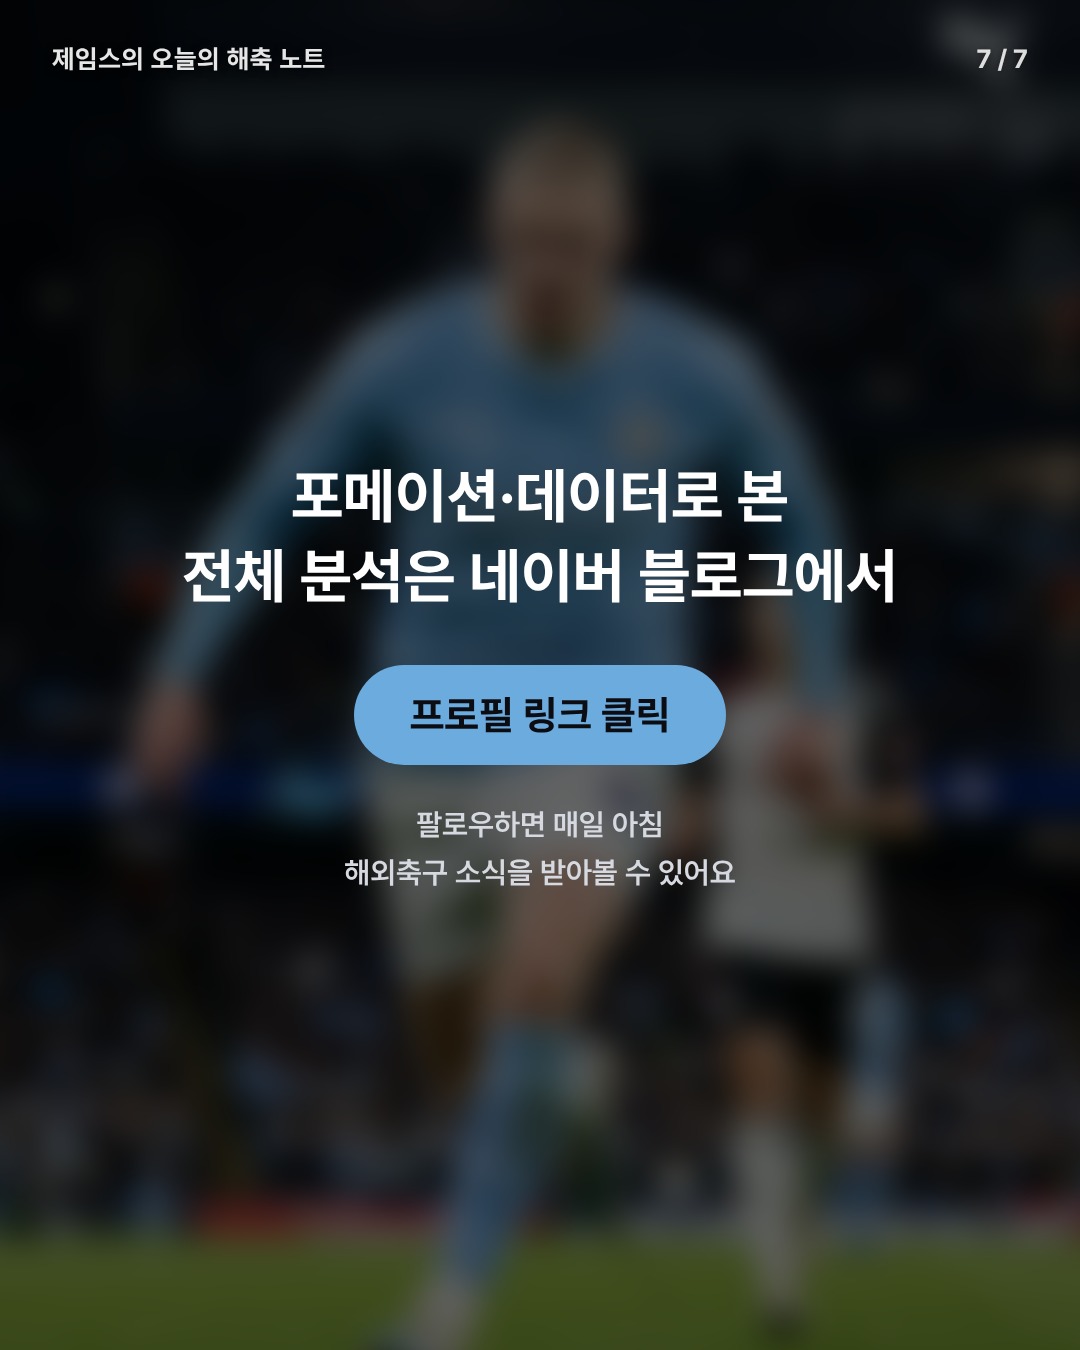 제임스의 오늘의 해축 노트
7 / 7
포메이션·데이터로 본
전체 분석은 네이버 블로그에서
프로필 링크 클릭
팔로우하면 매일 아침
해외축구 소식을 받아볼 수 있어요